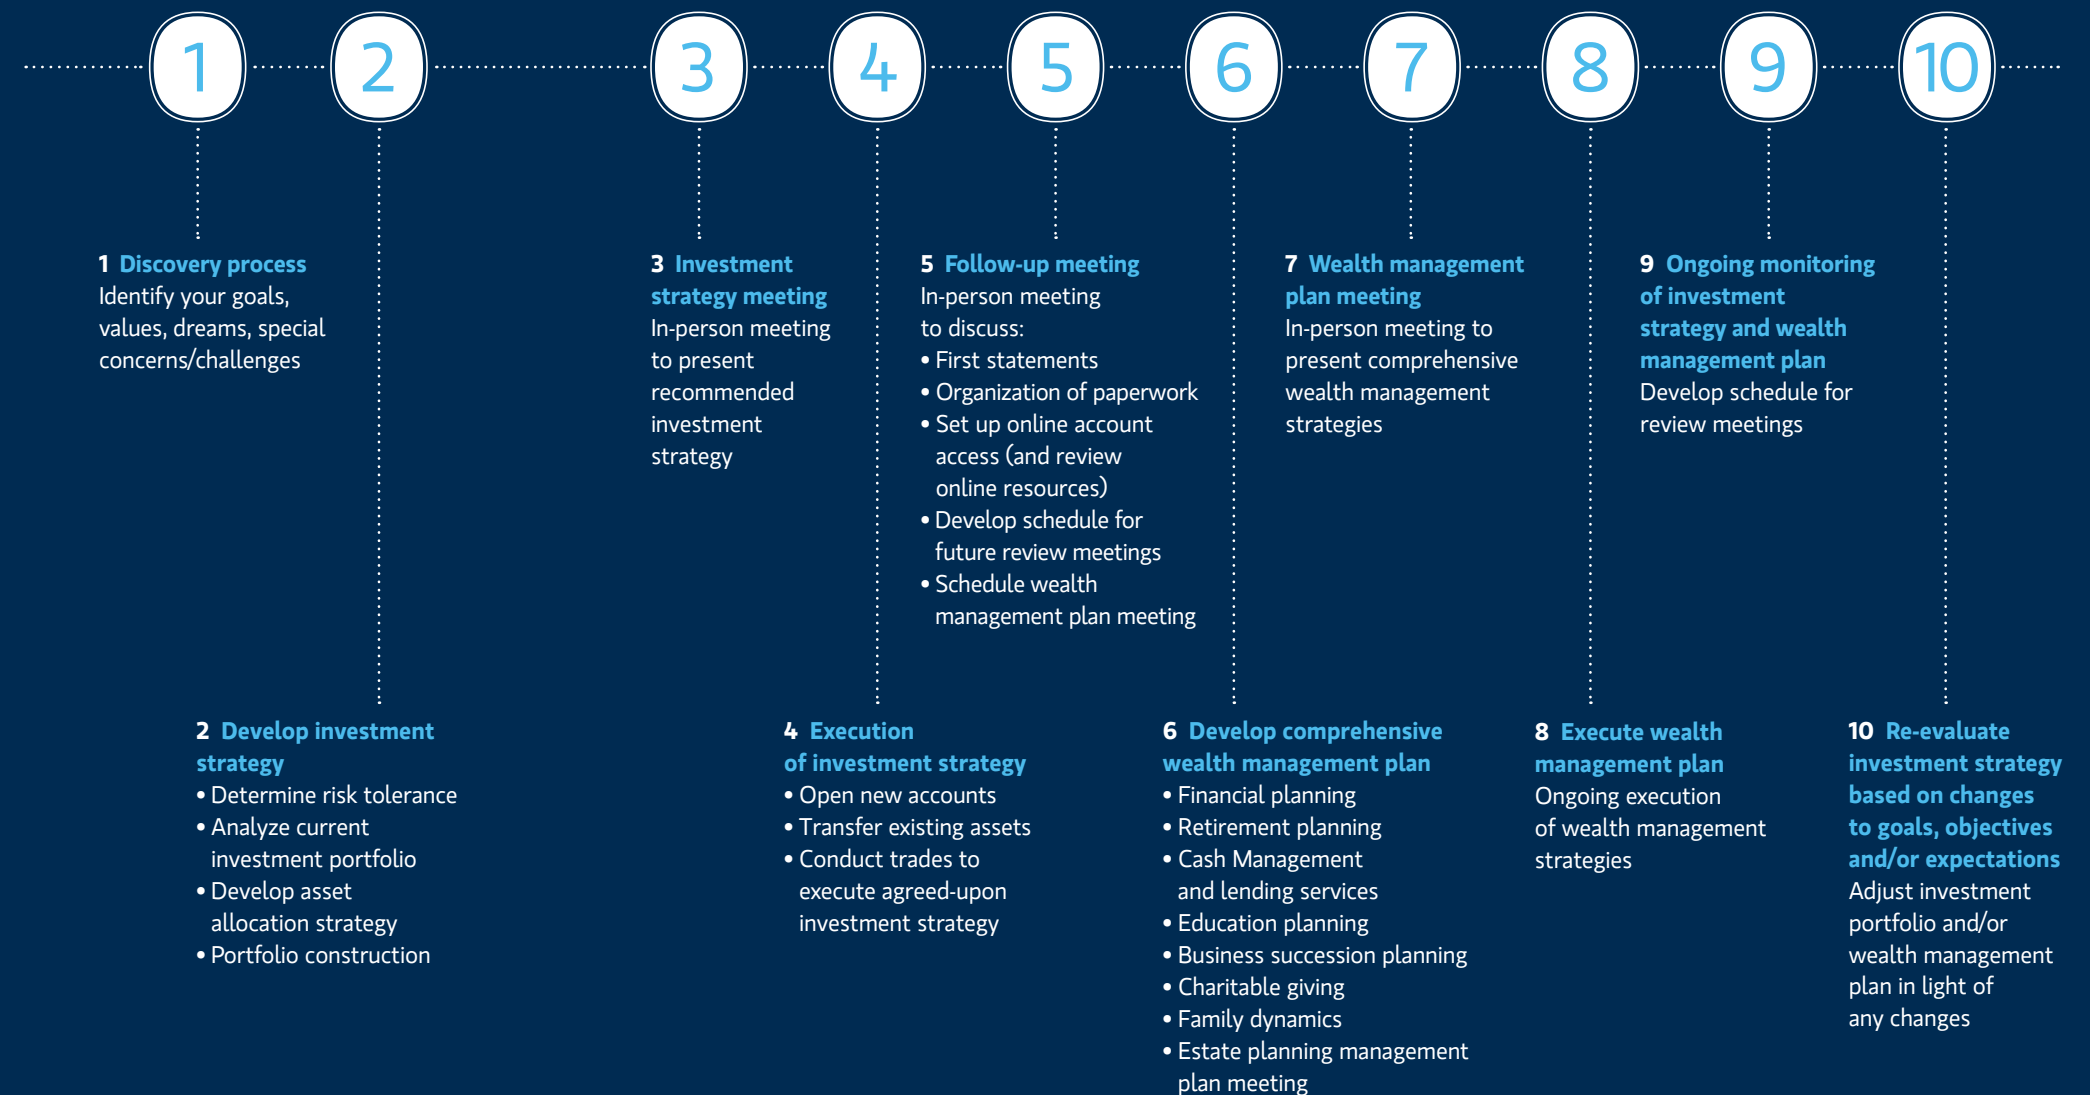 1
2
3
4
5
6
7
8
9
10
1 Discovery process
Identify your goals,
values, dreams, special
concerns/challenges
2 Develop investment
strategy
• Determine risk tolerance
• Analyze current
investment portfolio
• Develop asset
allocation strategy
• Portfolio construction
3 Investment
strategy meeting
In-person meeting
to present
recommended
investment
strategy
4 Execution
of investment strategy
• Open new accounts
• Transfer existing assets
• Conduct trades to
execute agreed-upon
investment strategy
5 Follow-up meeting
In-person meeting
to discuss:
• First statements
• Organization of paperwork
• Set up online account
access (and review
online resources)
• Develop schedule for
future review meetings
• Schedule wealth
management plan meeting
6 Develop comprehensive
wealth management plan
• Financial planning
• Retirement planning
• Cash Management
and lending services
• Education planning
• Business succession planning
• Charitable giving
• Family dynamics
• Estate planning management
plan meeting
7 Wealth management
plan meeting
In-person meeting to
present comprehensive
wealth management
strategies
8 Execute wealth
management plan
Ongoing execution
of wealth management
strategies
9 Ongoing monitoring
of investment
strategy and wealth
management plan
Develop schedule for
review meetings
10 Re-evaluate
investment strategy
based on changes
to goals, objectives
and/or expectations
Adjust investment
portfolio and/or
wealth management
plan in light of
any changes